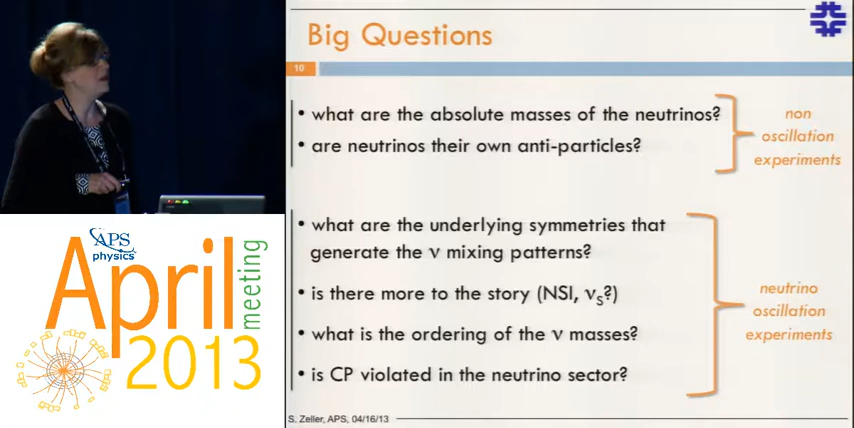 Big Questions
10
• what are the absolute masses of the neutrinos?
• are neutrinos their own anti-particles?
non
oscillation
experiments
• what are the underlying symmetries that
generate the ν mixing patterns?
• is there more to the story (NSI, νS?)
• what is the ordering of the ν masses?
• is CP violated in the neutrino sector?
neutrino
oscillation
experiments
S. Zeller, APS, 04/16/13
APS
physics
April
meeting
2013